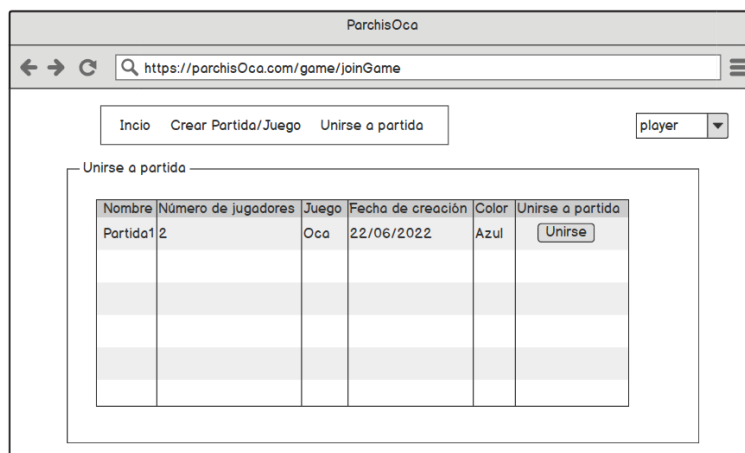 ParchisOca
https://parchisOca.com/game/joinGame
Incio Crear Partida/Juego Unirse a partida player
Unirse a partida
Nombre Número de jugadores Juego Fecha de creación Color Unirse a partida
Partida1 2 Oca 22/06/2022 Azul Unirse